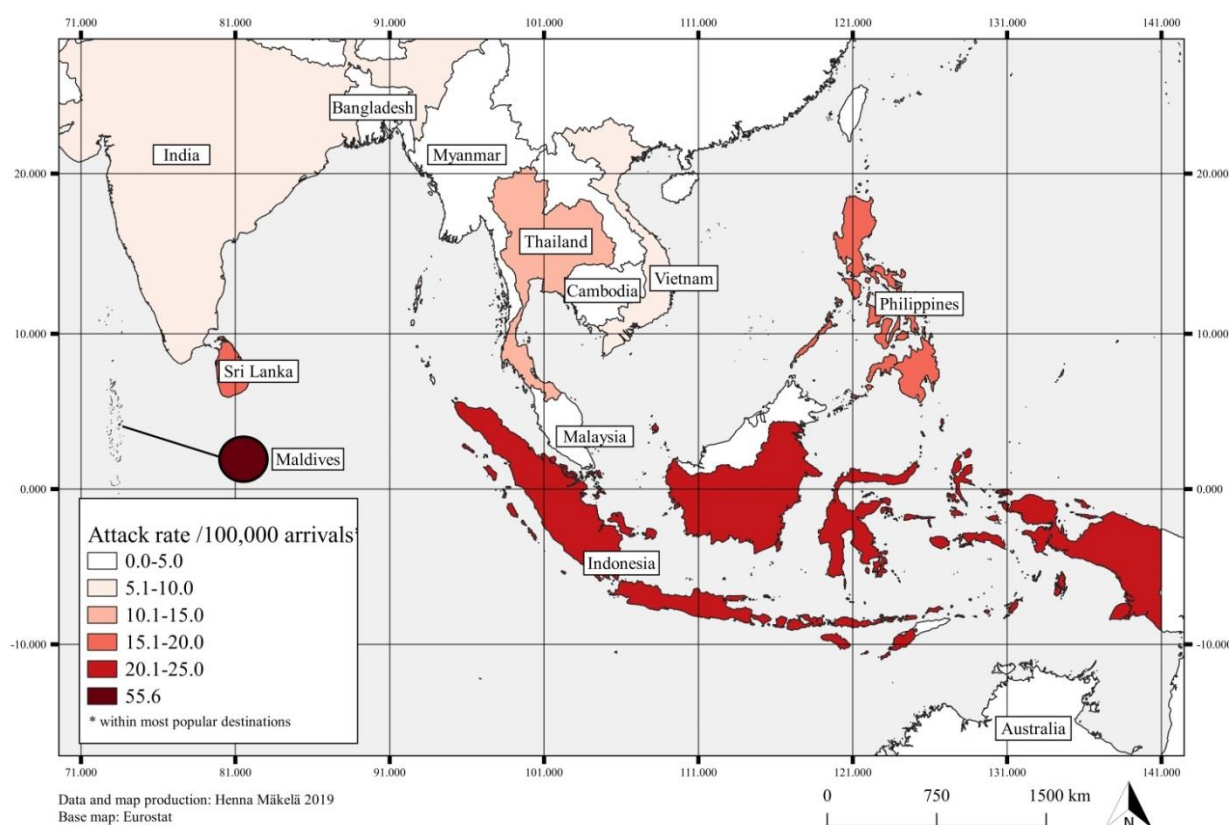 71.000 81.000 91.000 101.000 111.000 121.000 131.000 141.000
Bangladesh
India
Myanmar
20.000 20.000
Thailand
Vietnam
Cambodia
Philippines
10.000 10.000
Sri Lanka
Malaysia
Maldives
0.000 0.000
Attack rate /100,000 arrivals*
0.0-5.0
5.1-10.0
10.1-15.0
15.1-20.0
20.1-25.0
55.6
* within most popular destinations
Indonesia
-10.000 -10.000
Australia
71.000 81.000 91.000 101.000 111.000 121.000 131.000 141.000
Data and map production: Henna Mäkelä 2019
Base map: Eurostat
0 750 1500 km
N